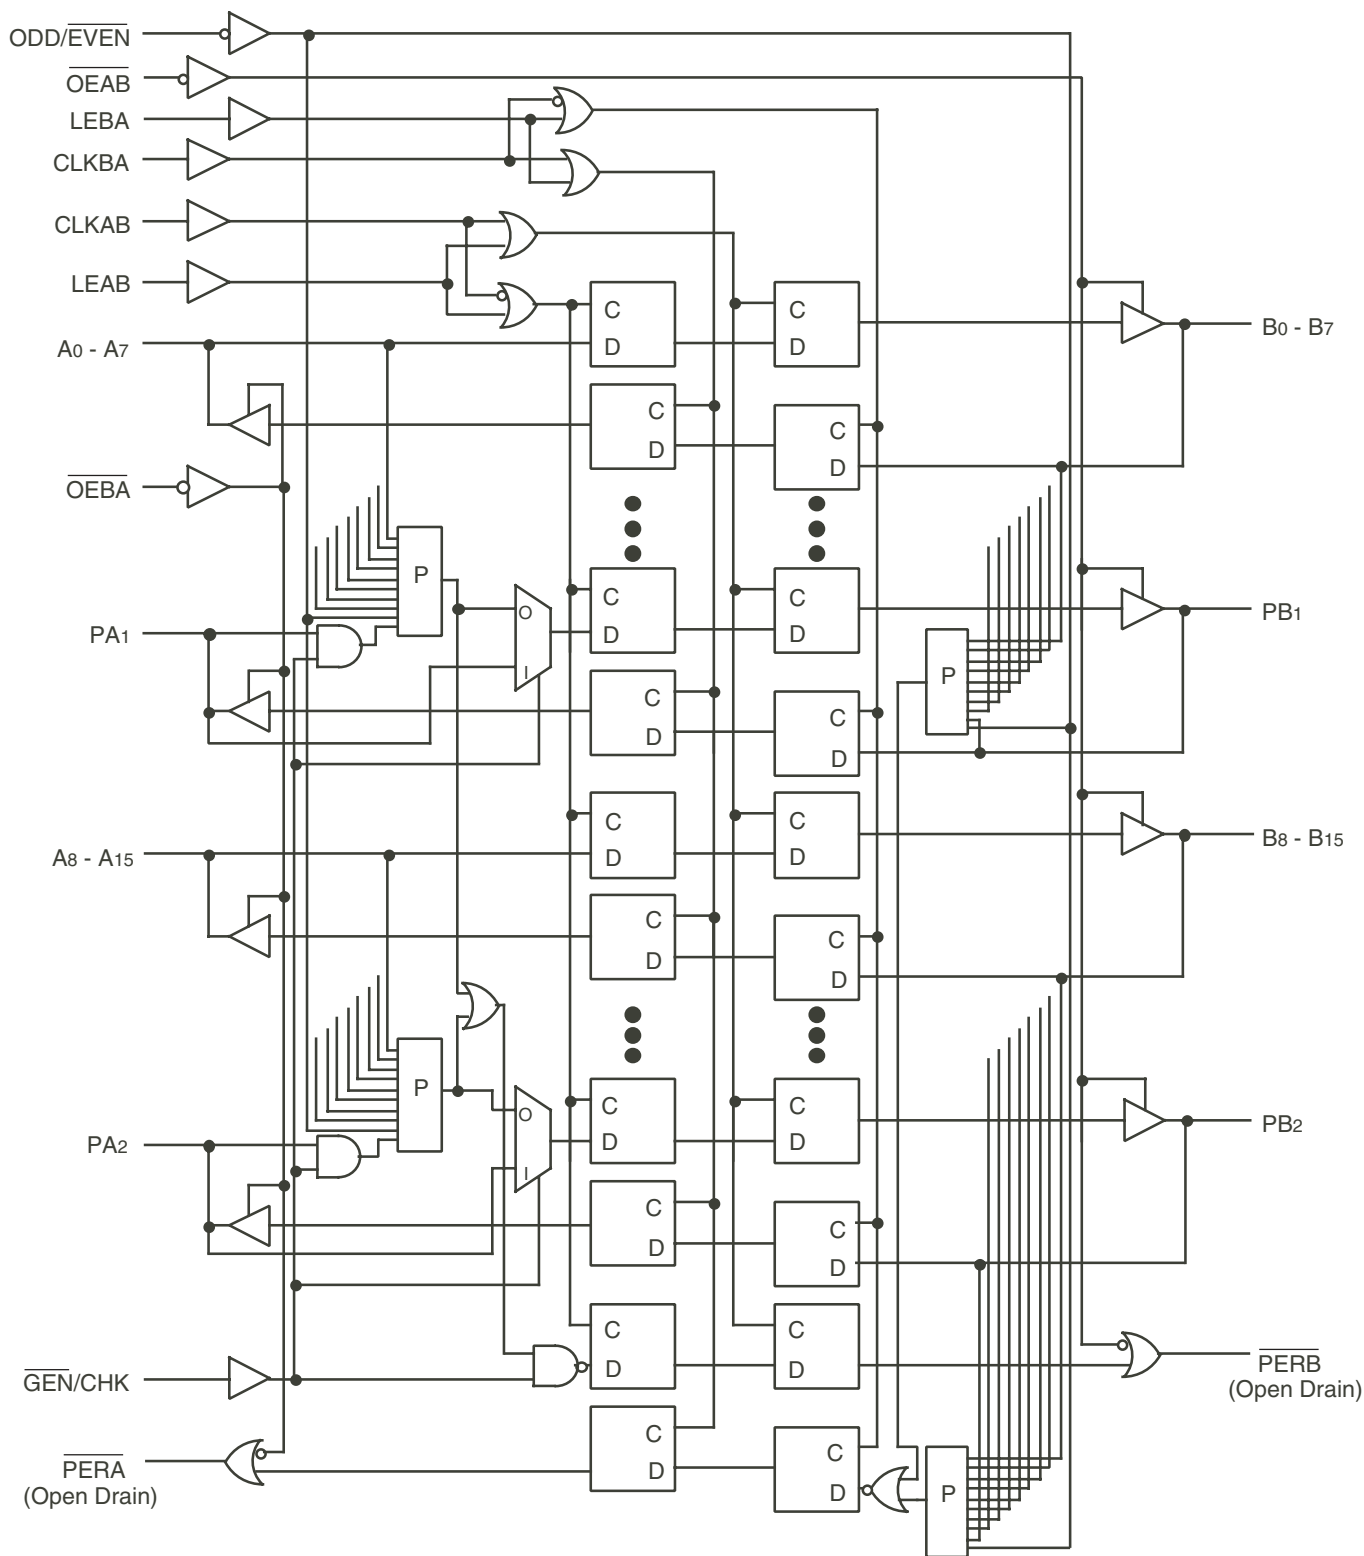 ODD/EVEN
OEAB
LEBA
CLKBA
CLKAB
LEAB
C C
B0 - B7
A0 - A7
D D
C C
D D
OEBA
P
C C
O
PB1
PA1
D D
I
P
C C
D D
C C
B8 - B15
A8 - A15
D D
C C
D D
P
C C
O
PB2
PA2
D D
I
C C
D D
C C
GEN/CHK
D D
PERB
(Open Drain)
C C
PERA
D D
P
(Open Drain)